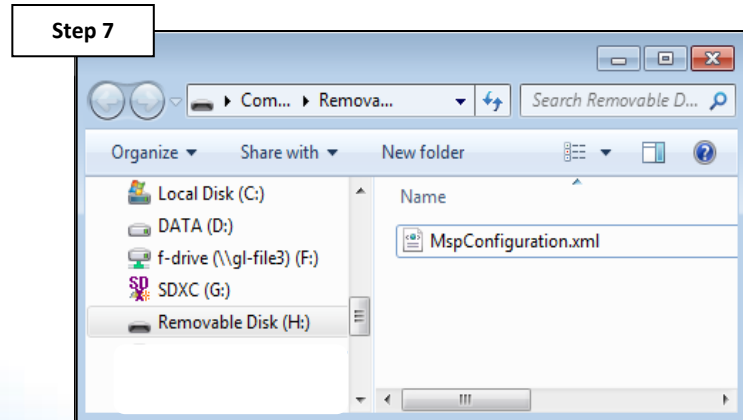 Step 7
Com... Remova...
Search Removable D...
Organize Share with New folder
Local Disk (C:)
DATA (D:)
f-drive (\\gl-file3) (F:)
SD SDXC (G:)
Removable Disk (H:)
Name
MspConfiguration.xml